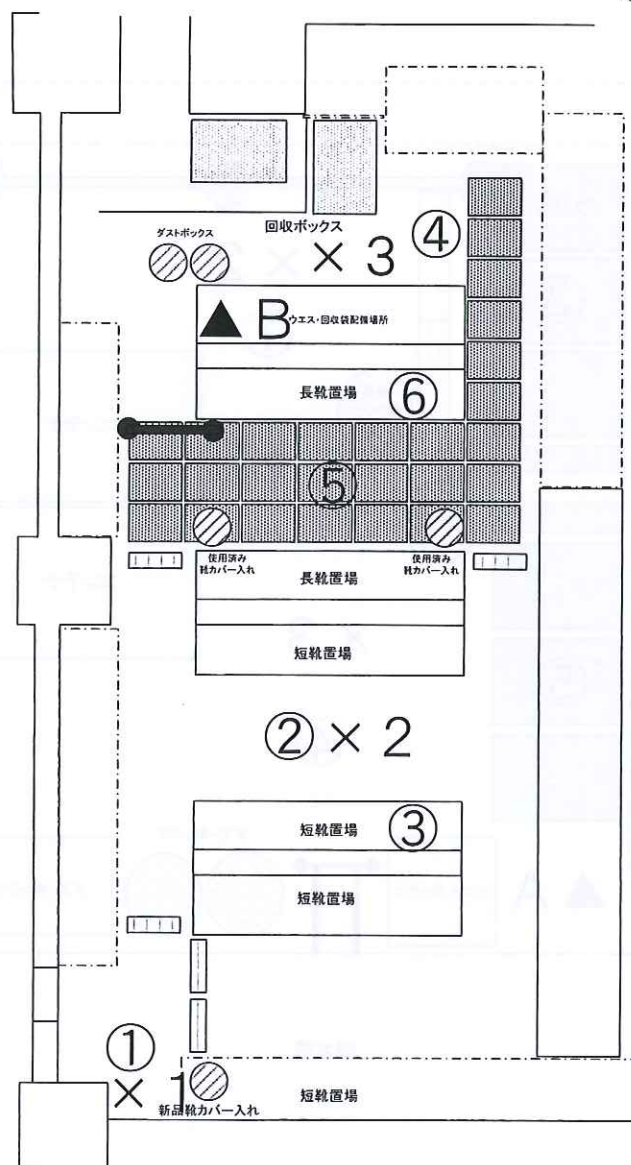 ダストボックス
回収ボックス
④
× 3
▲ B ウエス・回収袋配備場所
長靴置場
⑥
⑤
使用済み
靴カバー入れ
使用済み
靴カバー入れ
長靴置場
短靴置場
② × 2
短靴置場
③
短靴置場
①
× 1
新品靴カバー入れ
短靴置場